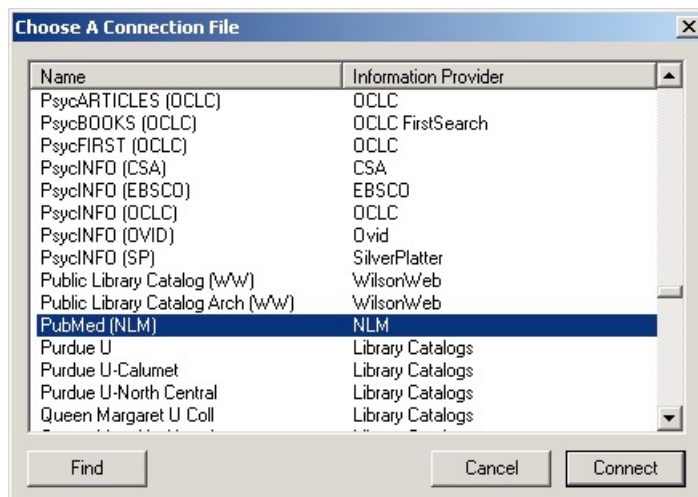 Choose A Connection File
Name Information Provider
PsycARTICLES (OCLC) OCLC
PsycBOOKS (OCLC) OCLC FirstSearch
PsycFIRST (OCLC) OCLC
PsycINFO (CSA) CSA
PsycINFO (EBSCO) EBSCO
PsycINFO (OCLC) OCLC
PsycINFO (OVID) Ovid
PsycINFO (SP) SilverPlatter
Public Library Catalog (WW) WilsonWeb
Public Library Catalog Arch (WW) WilsonWeb
PubMed (NLM) NLM
Purdue U Library Catalogs
Purdue U-Calumet Library Catalogs
Purdue U-North Central Library Catalogs
Queen Margaret U Coll Library Catalogs
Find Cancel Connect